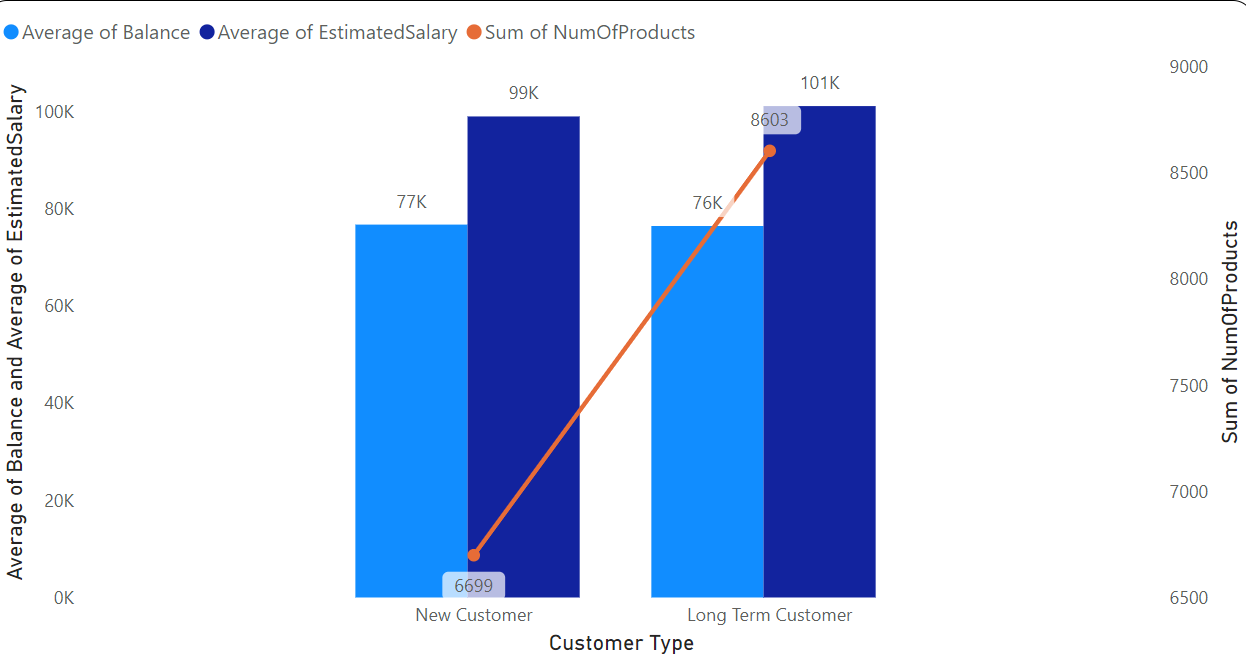 Average of Balance Average of EstimatedSalary Sum of NumOfProducts
Average of Balance and Average of EstimatedSalary
100K
80K
60K
40K
20K
0K
77K
99K
76K
101K
6699
8603
9000
8500
8000
7500
7000
6500
Sum of NumOfProducts
New Customer
Long Term Customer
Customer Type